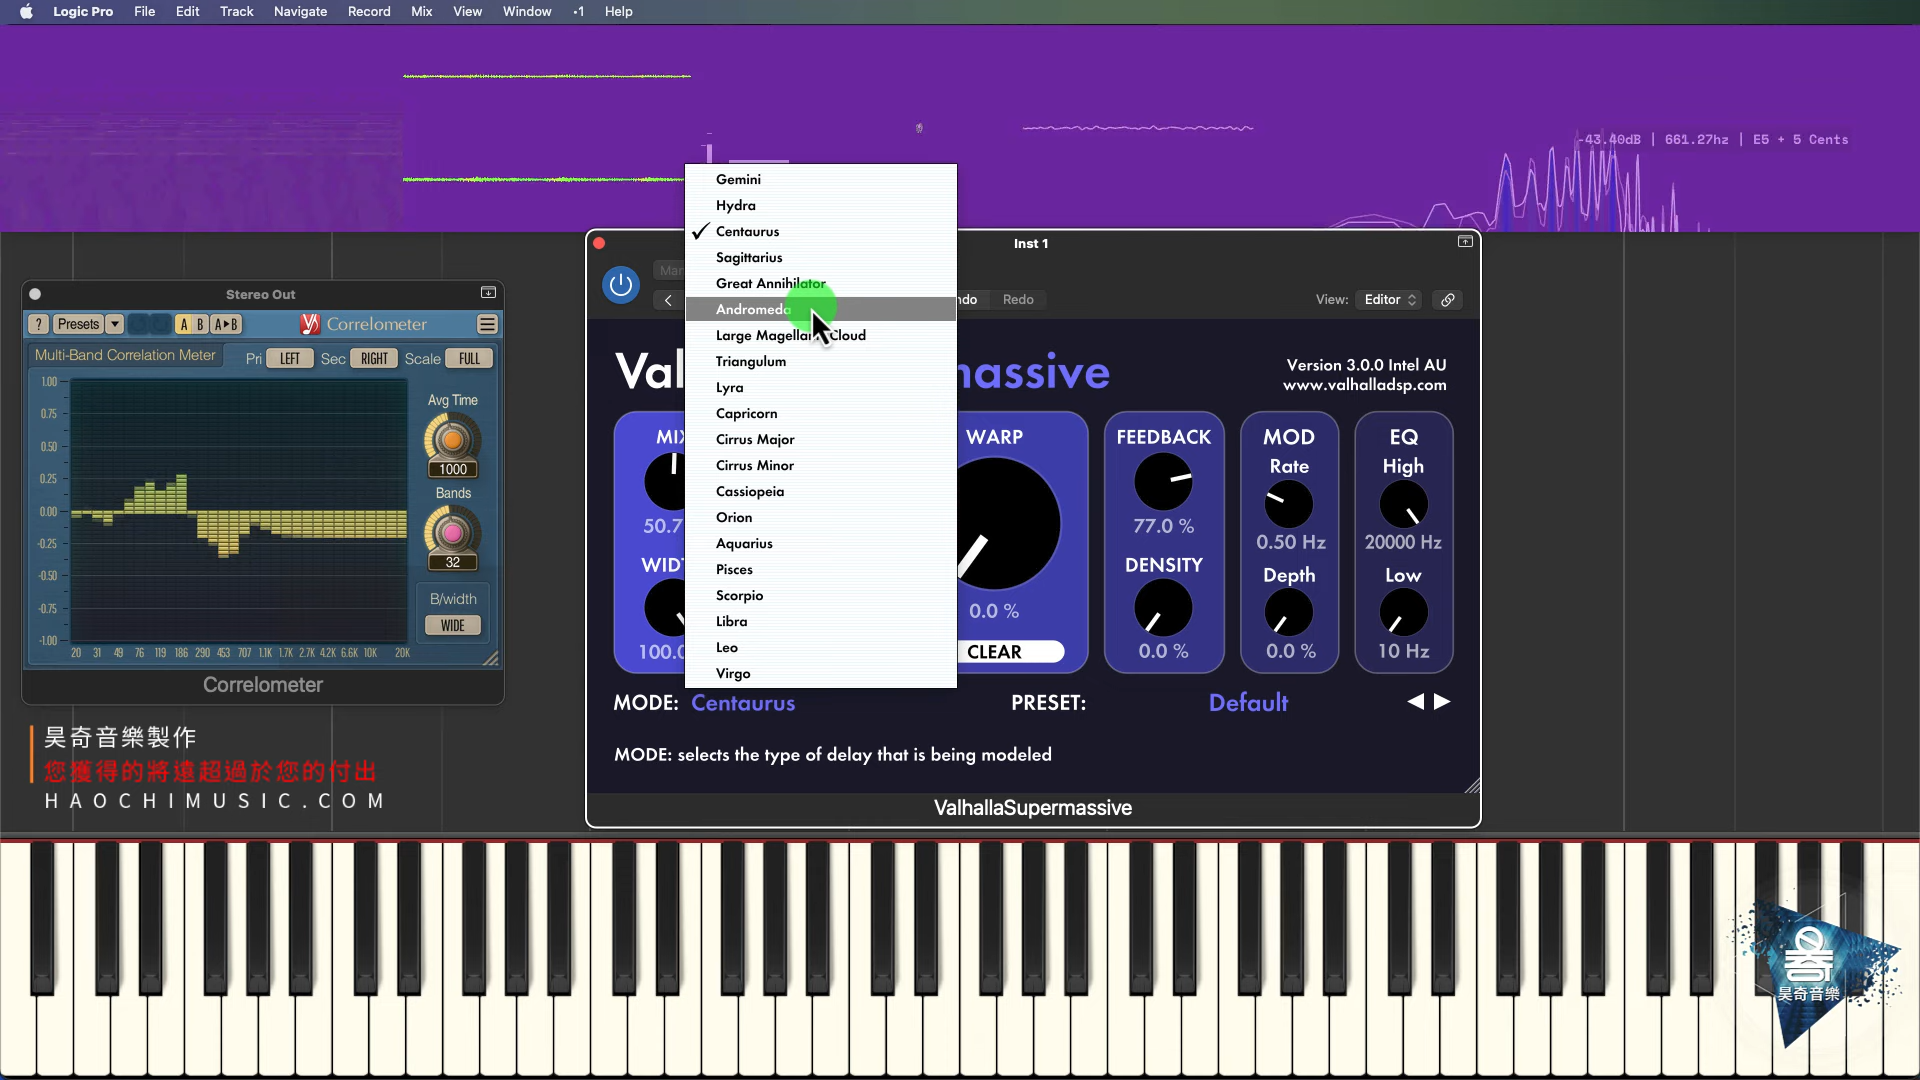 Logic Pro File Edit Track Navigate Record Mix View Window Help
-43.40dB | 661.27hz | E5 + 5 Cents
Stereo Out
? Presets A B A▸B Correlometer
Multi-Band Correlation Meter Pri LEFT Sec RIGHT Scale FULL
1.00
0.75
0.50
0.25
0.00
-0.25
-0.50
-0.75
-1.00
20 31 49 76 119 186 290 453 707 1.1K 1.7K 2.7K 4.2K 6.6K 10K 20K
Avg Time
1000
Bands
32
B/width
WIDE
Correlometer
Gemini
Hydra
✓ Centaurus
Sagittarius
Great Annihilator
Andromeda
Large Magellan Cloud
Triangulum
Lyra
Capricorn
Cirrus Major
Cirrus Minor
Cassiopeia
Orion
Aquarius
Pisces
Scorpio
Libra
Leo
Virgo
Inst 1
Redo
View: Editor
Version 3.0.0 Intel AU
www.valhalladsp.com
WARP
0.0 %
CLEAR
FEEDBACK
77.0 %
DENSITY
0.0 %
MOD
Rate
0.50 Hz
Depth
0.0 %
EQ
High
20000 Hz
Low
10 Hz
MODE: Centaurus PRESET: Default
MODE: selects the type of delay that is being modeled
ValhallaSupermassive
昊奇音樂製作
您獲得的將遠超過於您的付出
HAOCHIMUSIC.COM
昊奇音樂